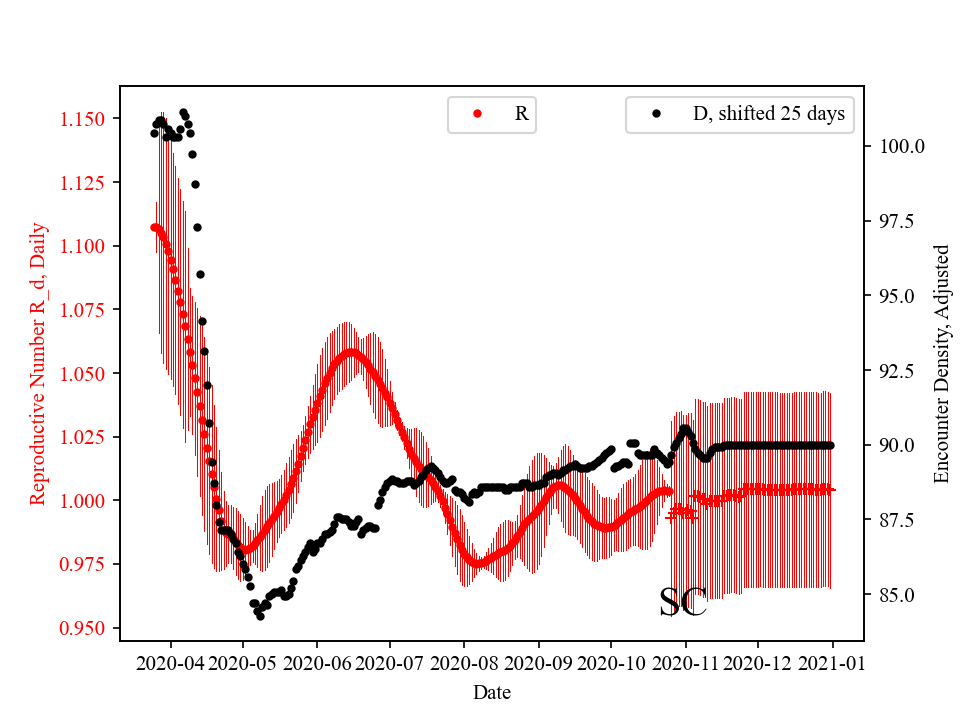 R
D, shifted 25 days
1.150
1.125
1.100
1.075
1.050
1.025
1.000
0.975
0.950
Reproductive Number R_d, Daily
100.0
97.5
95.0
92.5
90.0
87.5
85.0
Encounter Density, Adjusted
SC
2020-04 2020-05 2020-06 2020-07 2020-08 2020-09 2020-10 2020-11 2020-12 2021-01
Date